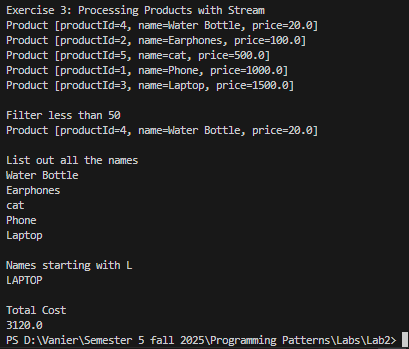 Exercise 3: Processing Products with Stream
Product [productId=4, name=Water Bottle, price=20.0]
Product [productId=2, name=Earphones, price=100.0]
Product [productId=5, name=cat, price=500.0]
Product [productId=1, name=Phone, price=1000.0]
Product [productId=3, name=Laptop, price=1500.0]
Filter less than 50
Product [productId=4, name=Water Bottle, price=20.0]
List out all the names
Water Bottle
Earphones
cat
Phone
Laptop
Names starting with L
LAPTOP
Total Cost
3120.0
PS D:\Vanier\Semester 5 fall 2025\Programming Patterns\Labs\Lab2>